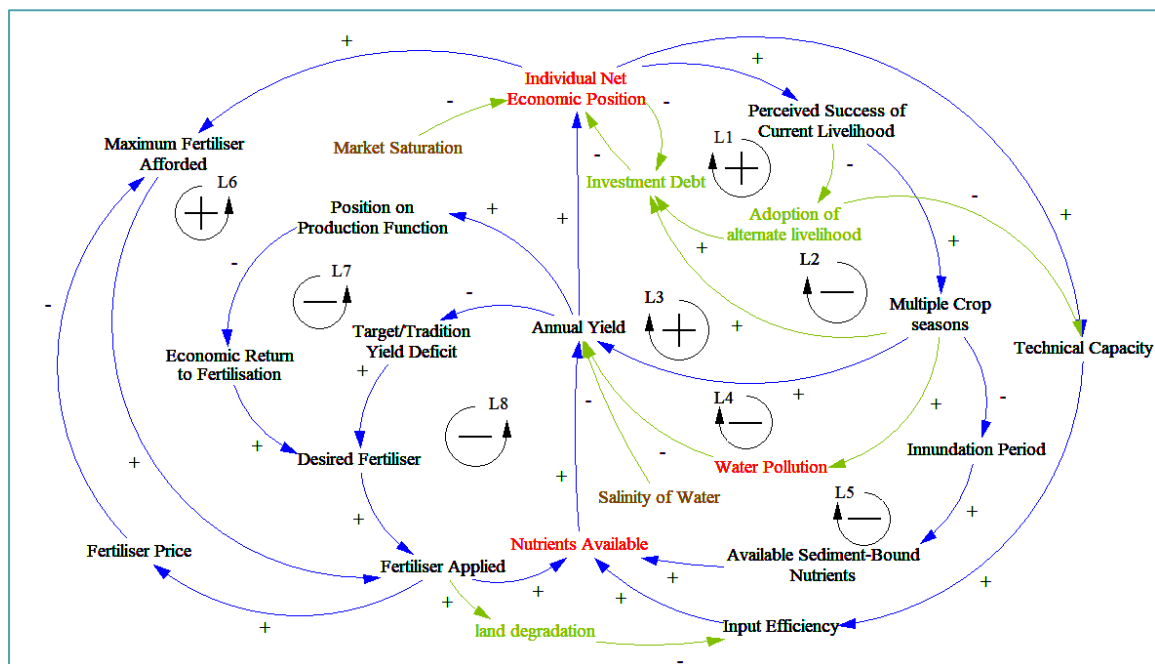 +
+
Individual Net
Economic Position
+
-
-
Perceived Success of
Current Livelihood
Maximum Fertiliser
Afforded
Market Saturation
L1
+
-
L6
+
-
Investment Debt
-
Position on
Production Function
+
+
Adoption of
alternate livelihood
+
+
+
-
L7
-
-
L2
-
L3
+
Multiple Crop
seasons
-
Target/Tradition
Yield Deficit
Annual Yield
+
Technical Capacity
Economic Return
to Fertilisation
+
-
+
-
L8
-
L4
-
+
+
Desired Fertiliser
-
Water Pollution
Innundation Period
+
+
Salinity of Water
L5
-
+
+
Fertiliser Price
Nutrients Available
Available Sediment-Bound
Nutrients
Fertiliser Applied
+
+
+
+
+
+
land degradation
Input Efficiency
-